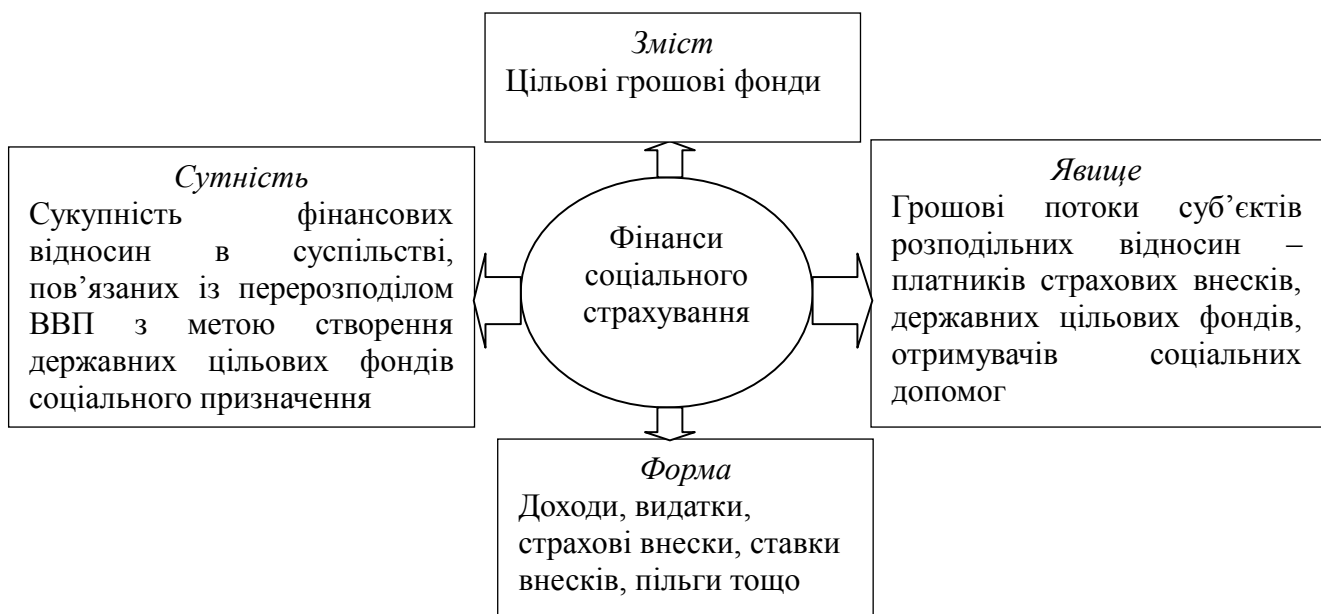 Зміст
Цільові грошові фонди
Сутність
Сукупність фінансових
відносин в суспільстві,
пов’язаних із перерозподілом
ВВП з метою створення
державних цільових фондів
соціального призначення
Фінанси
соціального
страхування
Явище
Грошові потоки суб’єктів
розподільних відносин –
платників страхових внесків,
державних цільових фондів,
отримувачів соціальних
допомог
Форма
Доходи, видатки,
страхові внески, ставки
внесків, пільги тощо